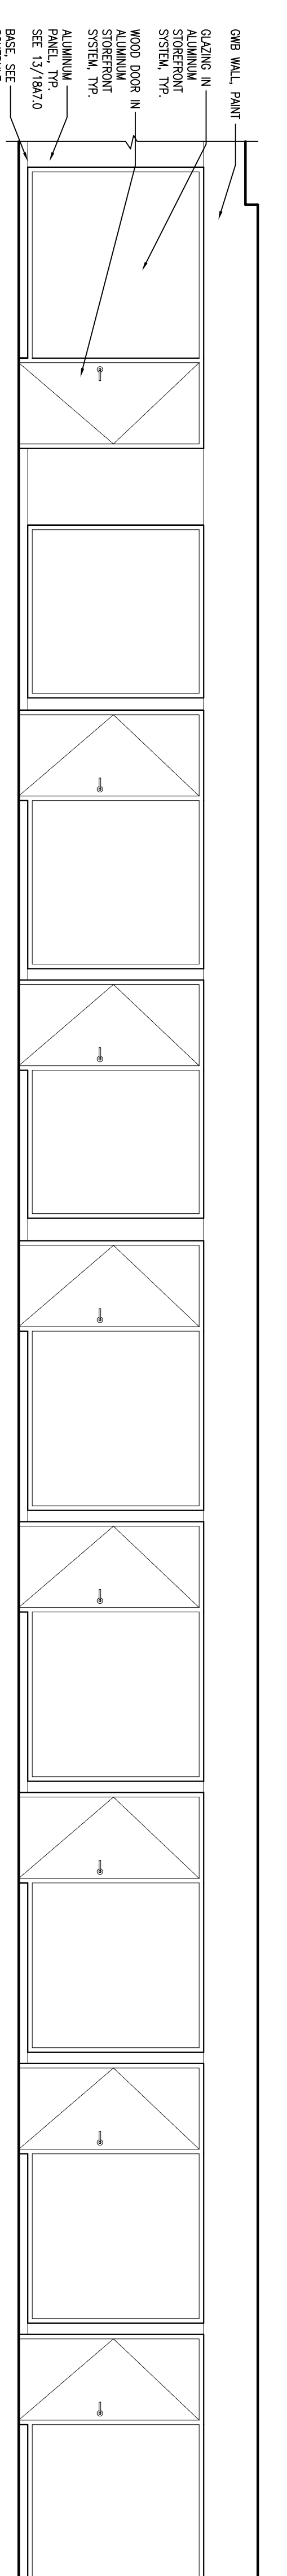 GWB WALL, PAINT
GLAZING IN
ALUMINUM
STOREFRONT
SYSTEM, TYP.
WOOD DOOR IN
ALUMINUM
STOREFRONT
SYSTEM, TYP.
ALUMINUM
PANEL, TYP.
SEE 13/18A7.0
BASE, SEE